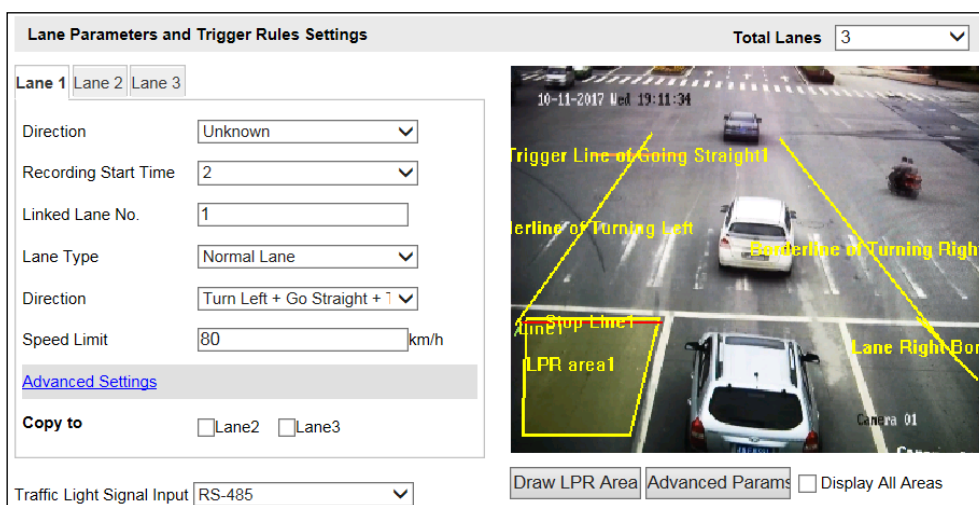 Lane Parameters and Trigger Rules Settings
Total Lanes 3
Lane 1 Lane 2 Lane 3
Direction Unknown
Recording Start Time 2
Linked Lane No. 1
Lane Type Normal Lane
Direction Turn Left + Go Straight + T
Speed Limit 80 km/h
Advanced Settings
Copy to Lane2 Lane3
Traffic Light Signal Input RS-485
10-11-2017 Wed 19:11:34
Trigger Line of Going Straight1
derline of Turning Left
Borderline of Turning Righ
Line1 Stop Line1
Lane Right Bor
LPR area1
Camera 01
Draw LPR Area Advanced Params Display All Areas